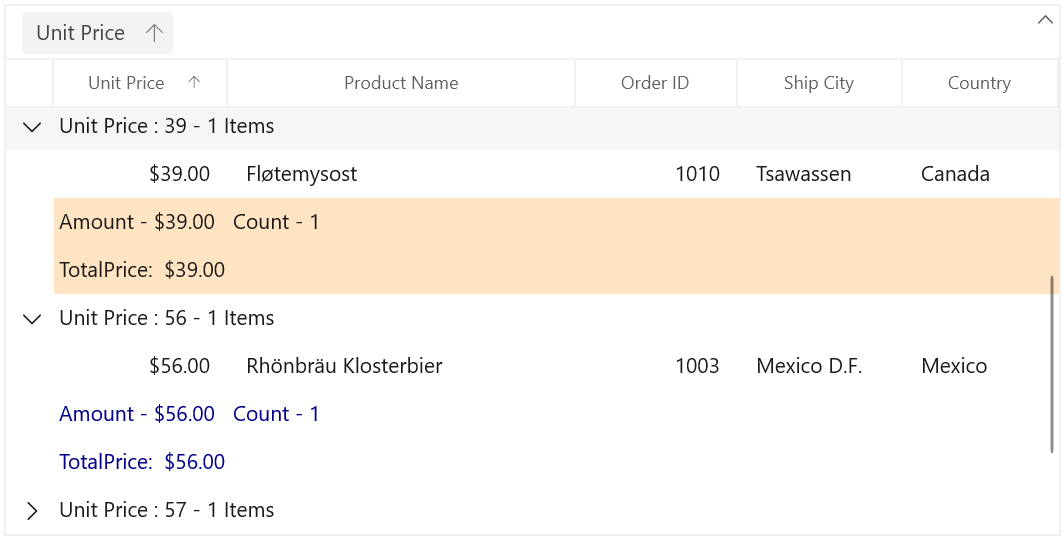 Unit Price
Unit Price Product Name Order ID Ship City Country
Unit Price : 39 - 1 Items
$39.00 Fløtemysost 1010 Tsawassen Canada
Amount - $39.00 Count - 1
TotalPrice: $39.00
Unit Price : 56 - 1 Items
$56.00 Rhönbräu Klosterbier 1003 Mexico D.F. Mexico
Amount - $56.00 Count - 1
TotalPrice: $56.00
Unit Price : 57 - 1 Items